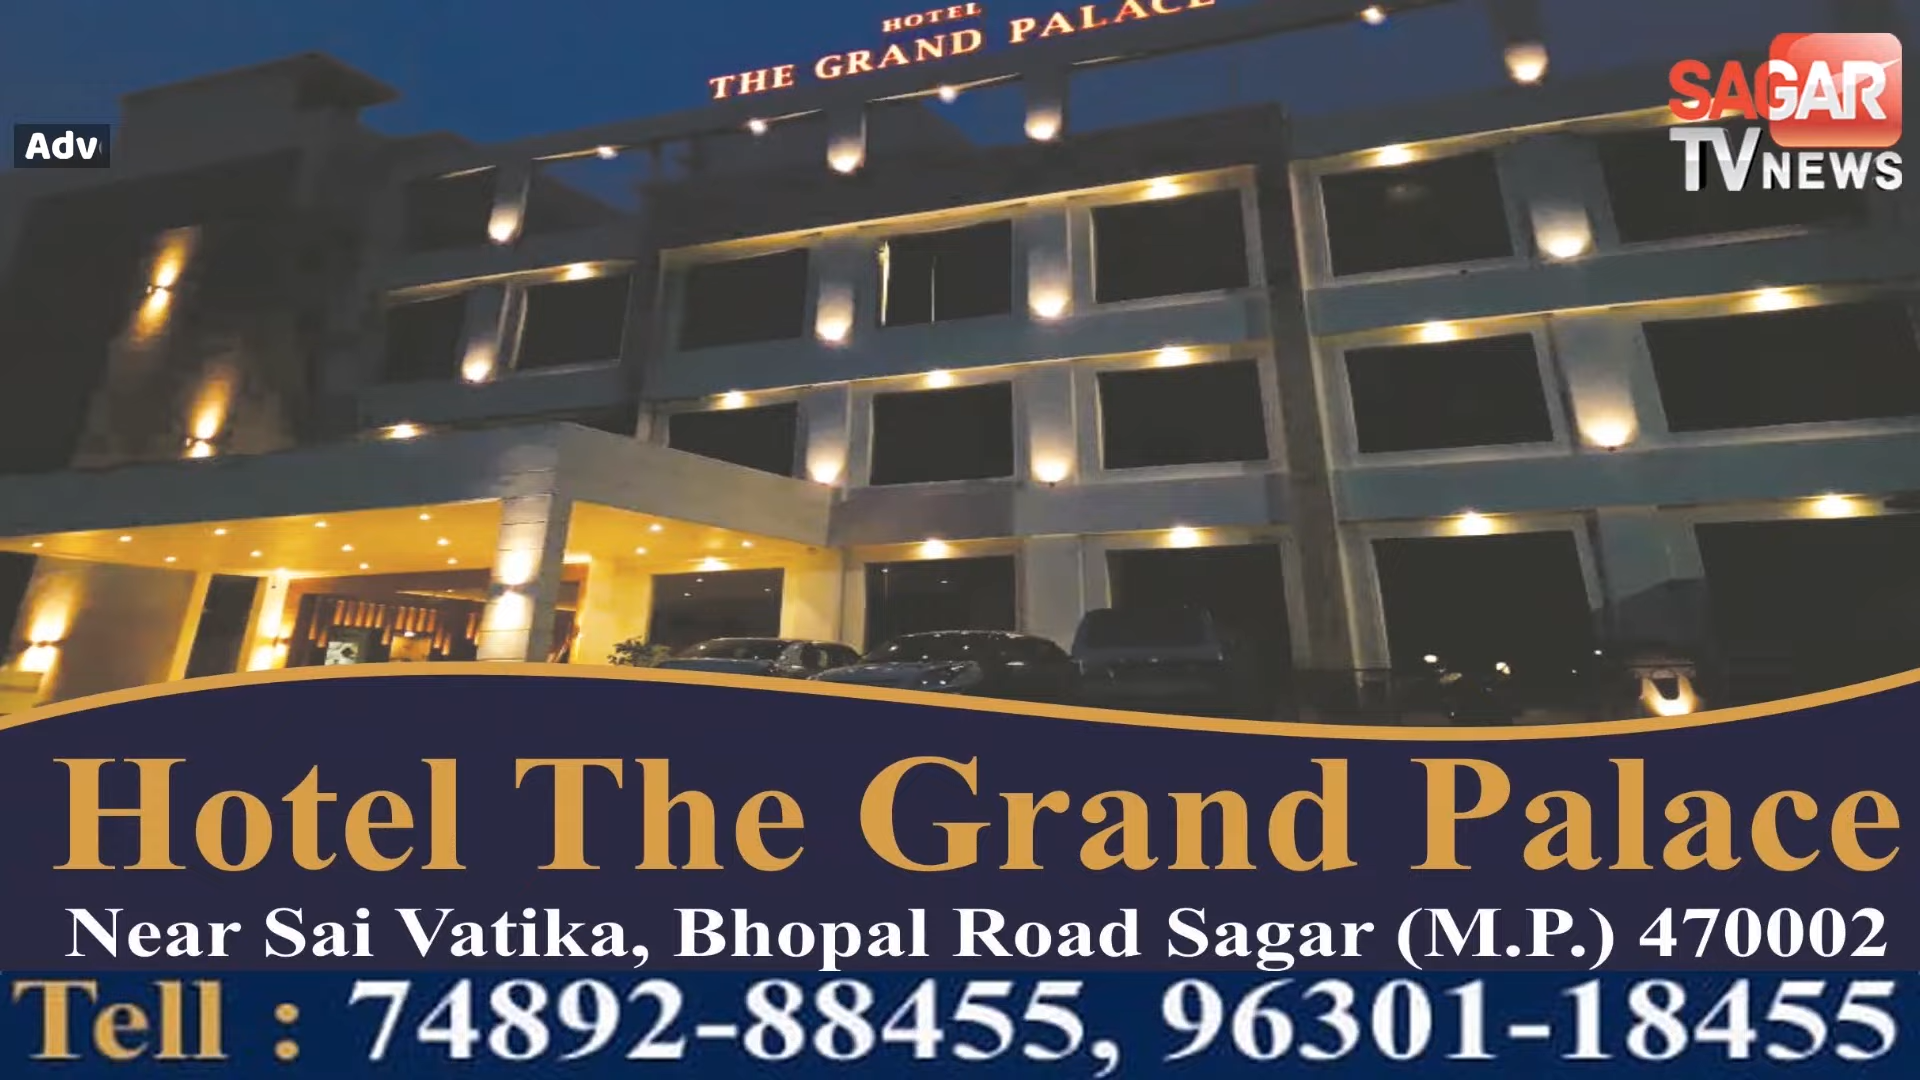 HOTEL
THE GRAND PALACE
SAGAR
TV NEWS
Adv
Hotel The Grand Palace
Near Sai Vatika, Bhopal Road Sagar (M.P.) 470002
Tell : 74892-88455, 96301-18455